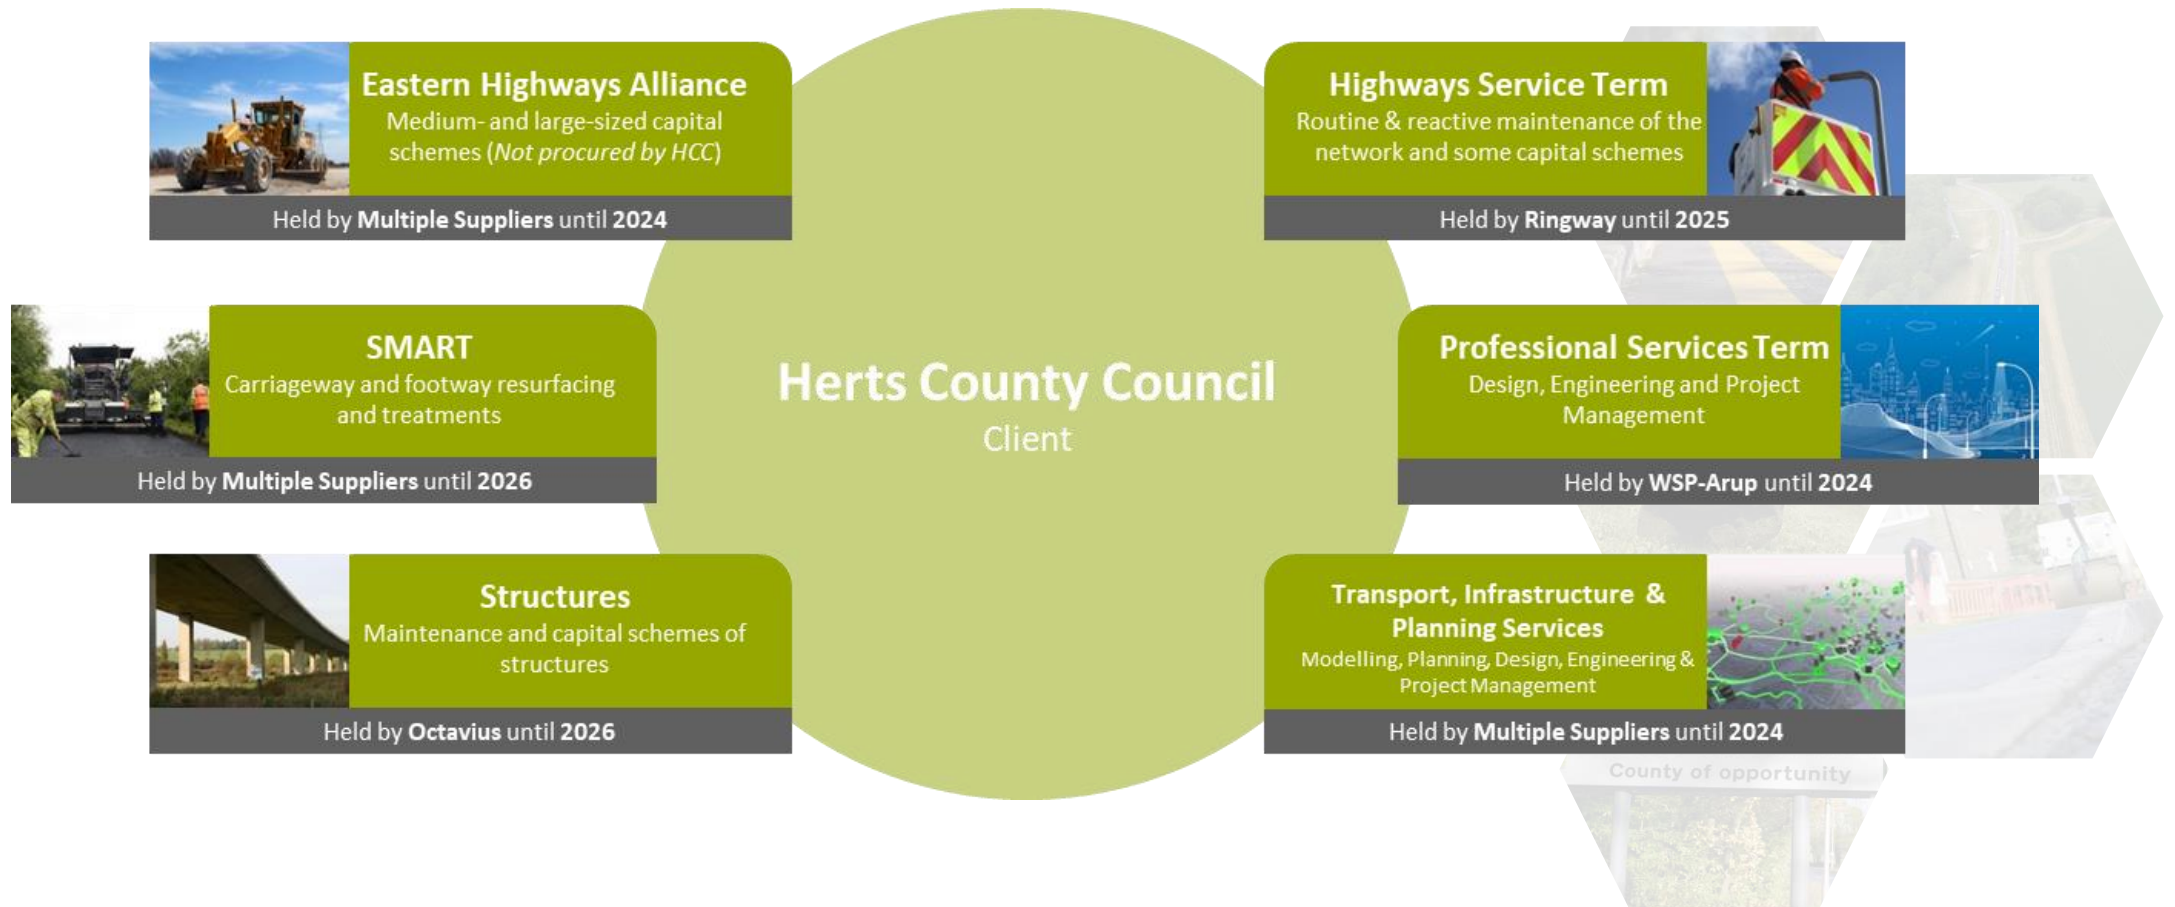 Eastern Highways Alliance
Medium- and large-sized capital
schemes (Not procured by HCC)
Held by Multiple Suppliers until 2024
Highways Service Term
Routine & reactive maintenance of the
network and some capital schemes
Held by Ringway until 2025
SMART
Carriageway and footway resurfacing
and treatments
Held by Multiple Suppliers until 2026
Herts County Council
Client
Professional Services Term
Design, Engineering and Project
Management
Held by WSP-Arup until 2024
Structures
Maintenance and capital schemes of
structures
Held by Octavius until 2026
Transport, Infrastructure &
Planning Services
Modelling, Planning, Design, Engineering &
Project Management
Held by Multiple Suppliers until 2024
County of opportunity